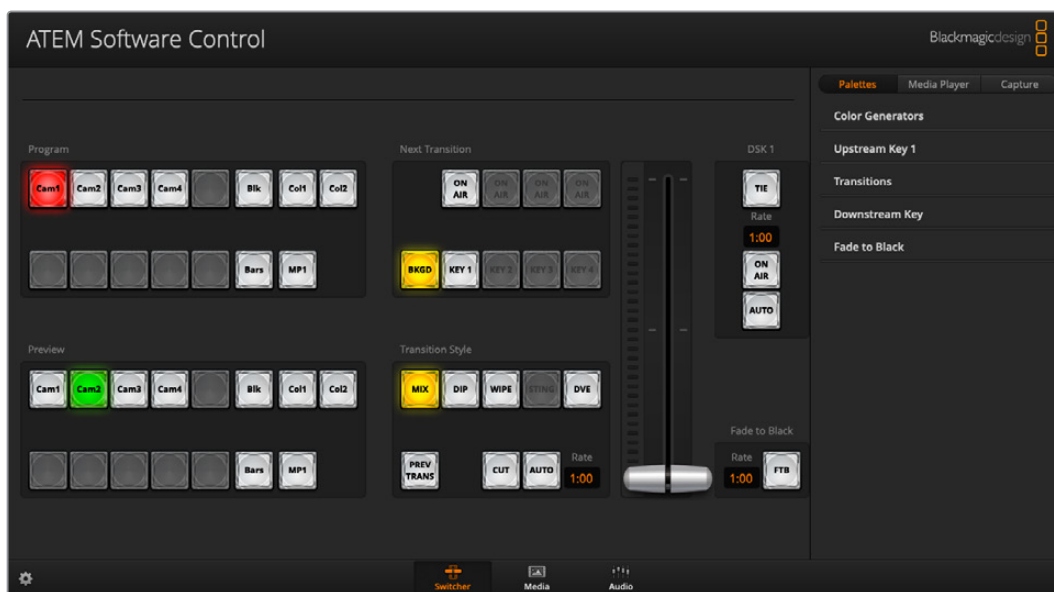 ATEM Software Control
Blackmagicdesign
Palettes Media Player Capture
Color Generators
Upstream Key 1
Transitions
Downstream Key
Fade to Black
Program
Cam1 Cam2 Cam3 Cam4 Blk Col1 Col2
Bars MP1
Next Transition
ON AIR ON AIR ON AIR ON AIR
BKGD KEY 1 KEY 2 KEY 3 KEY 4
DSK 1
TIE
Rate
1:00
ON AIR
AUTO
Preview
Cam1 Cam2 Cam3 Cam4 Blk Col1 Col2
Bars MP1
Transition Style
MIX DIP WIPE STING DVE
PREV TRANS CUT AUTO
Rate
1:00
Fade to Black
Rate
1:00
FTB
Switcher Media Audio